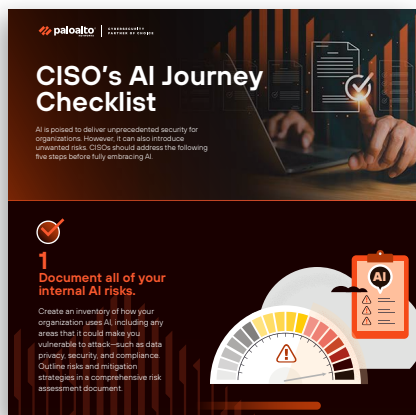 paloalto
NETWORKS
CYBERSECURITY
PARTNER OF CHOICE
CISO's AI Journey
Checklist
AI is poised to deliver unprecedented security for
organizations. However, it can also introduce
unwanted risks. CISOs should address the following
five steps before fully embracing AI.
1
Document all of your
internal AI risks.
Create an inventory of how your
organization uses AI, including any
areas that it could make you
vulnerable to attack—such as data
privacy, security, and compliance.
Outline risks and mitigation
strategies in a comprehensive risk
assessment document.
AI